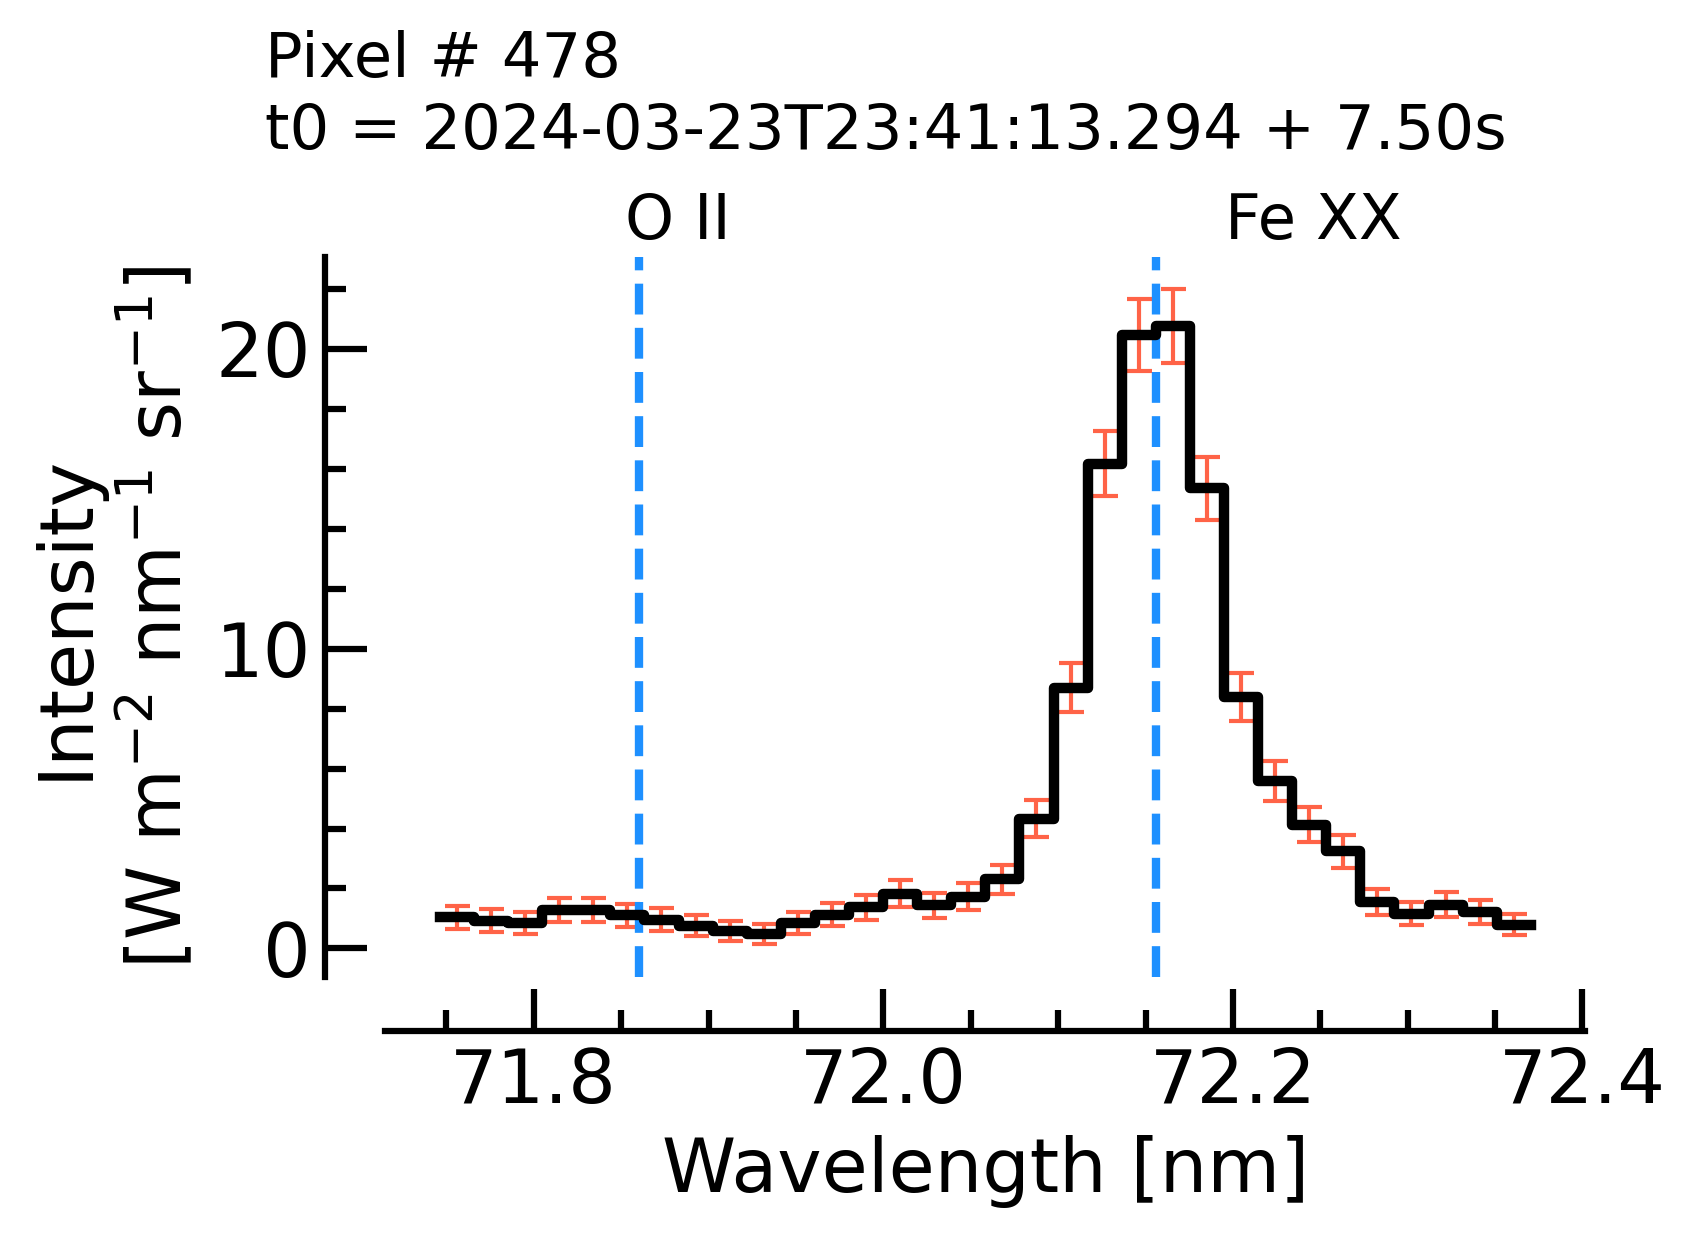 Pixel # 478
t0 = 2024-03-23T23:41:13.294 + 7.50s
O II
Fe XX
Intensity
[W m⁻² nm⁻¹ sr⁻¹]
20
10
0
71.8 72.0 72.2 72.4
Wavelength [nm]